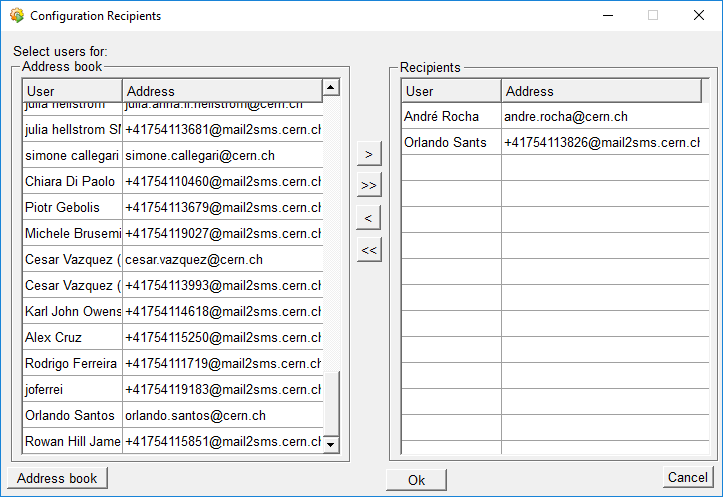 Configuration Recipients
Select users for:
Address book
User Address
julia hellstrom julia.anna.li.hellstrom@cern.ch
julia hellstrom SM +41754113681@mail2sms.cern.ch
simone callegari simone.callegari@cern.ch
Chiara Di Paolo +41754110460@mail2sms.cern.ch
Piotr Gebolis +41754113679@mail2sms.cern.ch
Michele Brusemi +41754119027@mail2sms.cern.ch
Cesar Vazquez ( cesar.vazquez@cern.ch
Cesar Vazquez ( +41754113993@mail2sms.cern.ch
Karl John Owens +41754114618@mail2sms.cern.ch
Alex Cruz +41754115250@mail2sms.cern.ch
Rodrigo Ferreira +41754111719@mail2sms.cern.ch
joferrei +41754119183@mail2sms.cern.ch
Orlando Santos orlando.santos@cern.ch
Rowan Hill Jame +41754115851@mail2sms.cern.ch
Address book
>
>>
<
<<
Recipients
User Address
André Rocha andre.rocha@cern.ch
Orlando Sants +41754113826@mail2sms.cern.ch
Ok
Cancel